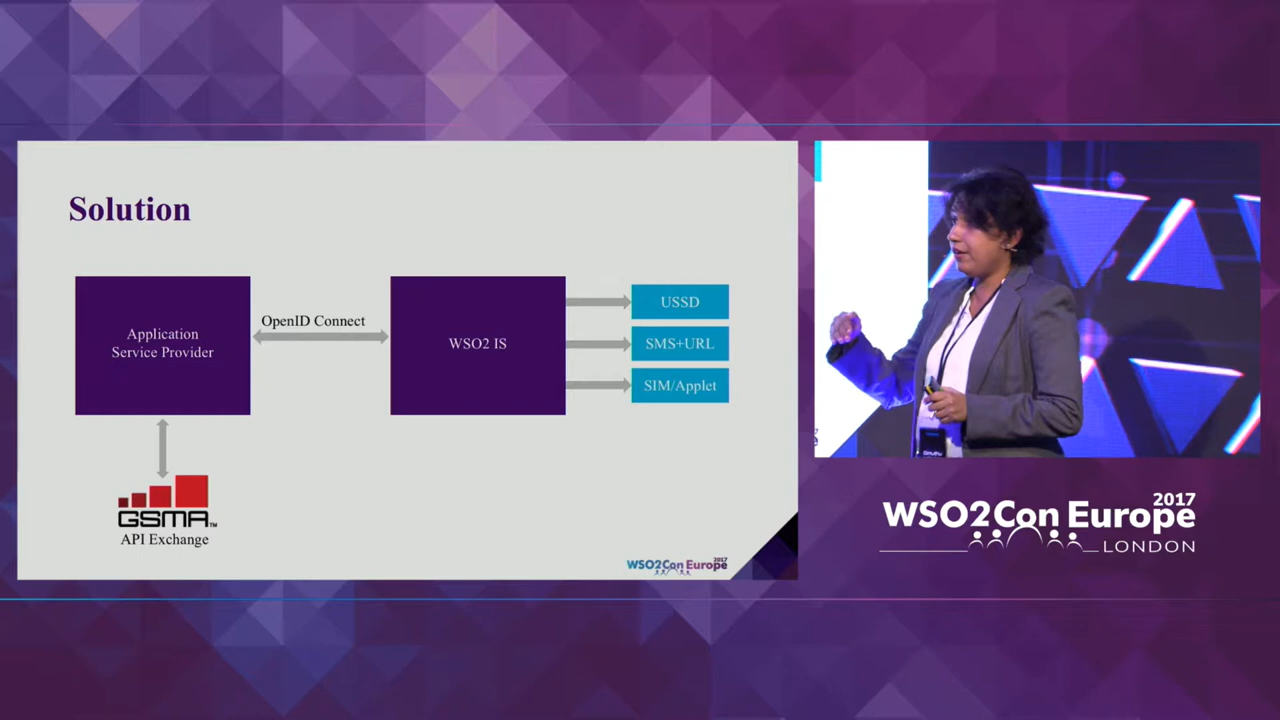 Solution
Application
Service Provider
OpenID Connect
WSO2 IS
USSD
SMS+URL
SIM/Applet
GSMA™
API Exchange
WSO2Con Europe 2017
WSO2Con Europe 2017
LONDON